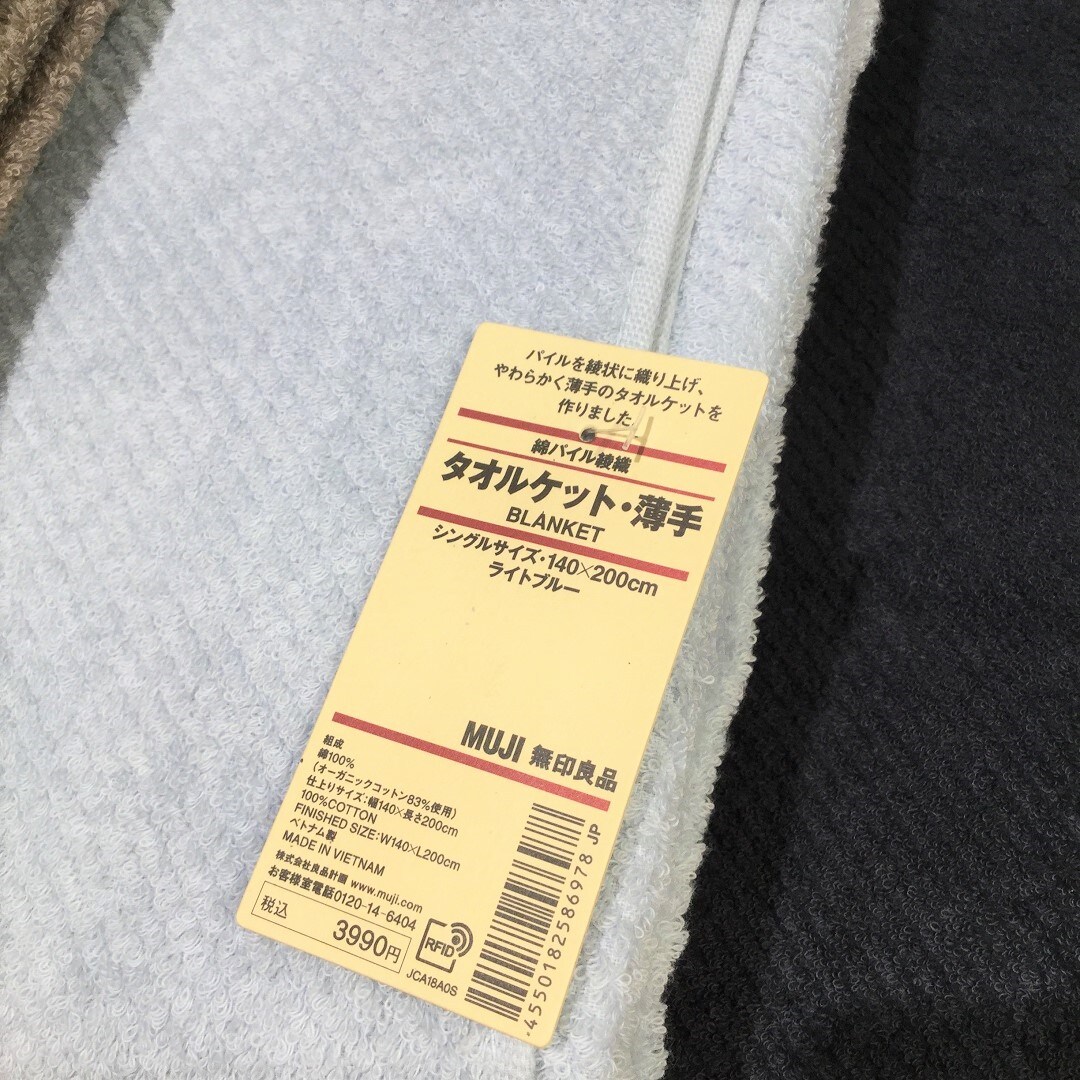 パイルを綾状に織り上げ、
やわらかく薄手のタオルケットを
作りました
綿パイル綾織
タオルケット・薄手
BLANKET
シングルサイズ・140×200cm
ライトブルー
MUJI 無印良品
組成
綿100%
(オーガニックコットン83%使用)
仕上りサイズ:幅140×長さ200cm
100%COTTON
FINISHED SIZE:W140×L200cm
ベトナム製
MADE IN VIETNAM
株式会社良品計画 www.muji.com
お客様室電話0120-14-6404
税込 3990円
RFID
JCA18A0S
4550182586978 JP